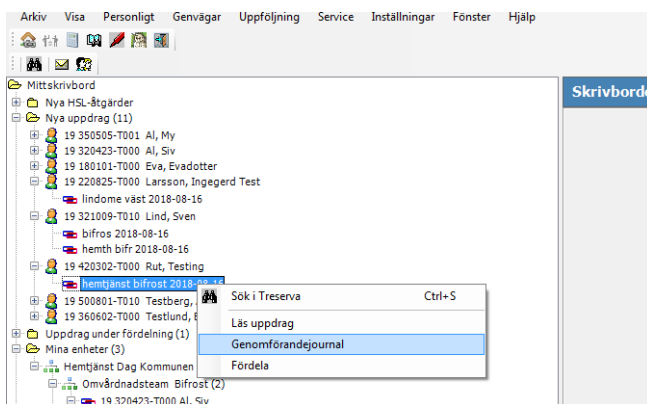 Arkiv Visa Personligt Genvägar Uppföljning Service Inställningar Fönster Hjälp
Mittskrivbord
Nya HSL-åtgärder
Nya uppdrag (11)
19 350505-T001 Al, My
19 320423-T000 Al, Siv
19 180101-T000 Eva, Evadotter
19 220825-T000 Larsson, Ingegerd Test
lindome väst 2018-08-16
19 321009-T010 Lind, Sven
bifros 2018-08-16
hemth bifr 2018-08-16
19 420302-T000 Rut, Testing
hemtjänst bifrost 2018-08-16
19 500801-T010 Testberg,
19 360602-T000 Testlund,
Uppdrag under fördelning (1)
Mina enheter (3)
Hemtjänst Dag Kommunen
Omvårdnadsteam Bifrost (2)
19 320423-T000 Al, Siv
Sök i Treserva Ctrl+S
Läs uppdrag
Genomförandejournal
Fördela
Skrivbord